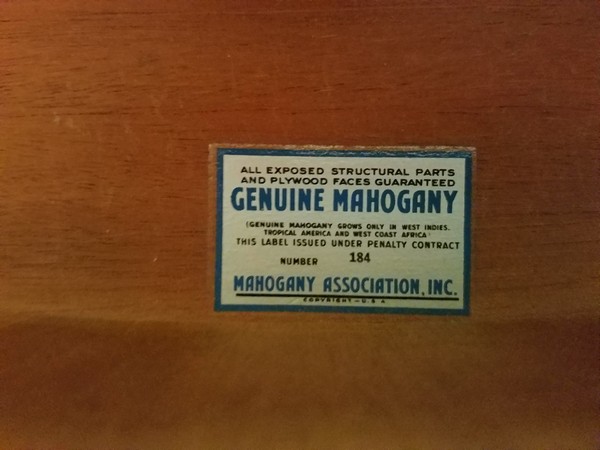 ALL EXPOSED STRUCTURAL PARTS
AND PLYWOOD FACES GUARANTEED
GENUINE MAHOGANY
(GENUINE MAHOGANY GROWS ONLY IN WEST INDIES,
TROPICAL AMERICA AND WEST COAST AFRICA)
THIS LABEL ISSUED UNDER PENALTY CONTRACT
NUMBER 184
MAHOGANY ASSOCIATION, INC.
COPYRIGHT—U.S.A.